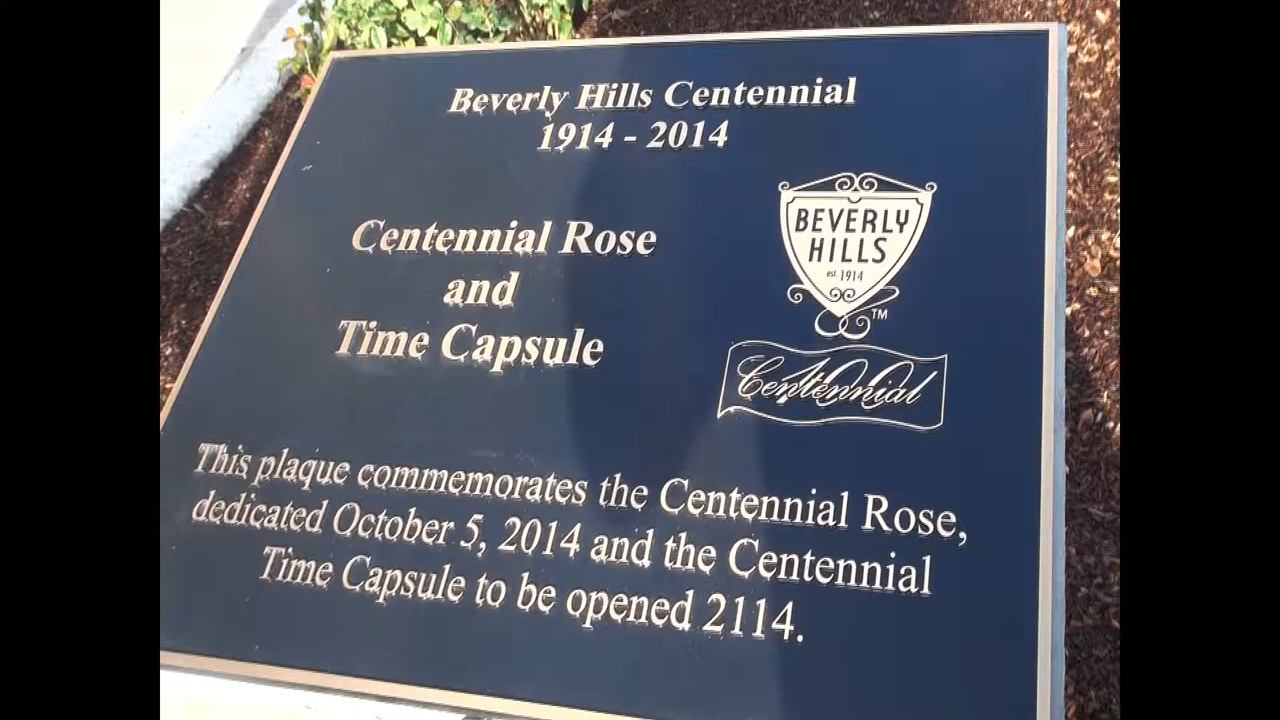 Beverly Hills Centennial
1914 - 2014
Centennial Rose
and
Time Capsule
BEVERLY
HILLS
est. 1914
TM
100
Centennial
This plaque commemorates the Centennial Rose,
dedicated October 5, 2014 and the Centennial
Time Capsule to be opened 2114.